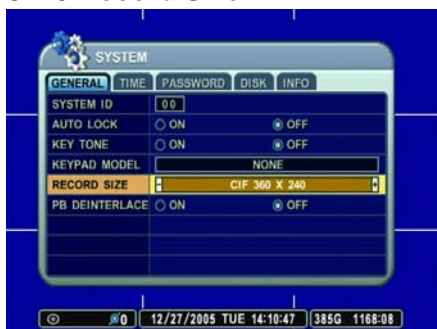 SYSTEM
GENERAL TIME PASSWORD DISK INFO
SYSTEM ID 00
AUTO LOCK ON OFF
KEY TONE ON OFF
KEYPAD MODEL NONE
RECORD SIZE CIF 360 X 240
PB DEINTERLACE ON OFF
0 12/27/2005 TUE 14:10:47 385G 1168:08